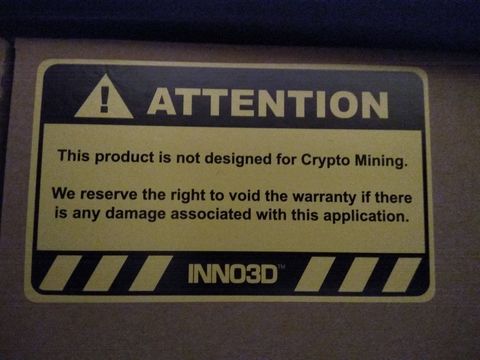 ATTENTION
This product is not designed for Crypto Mining.
We reserve the right to void the warranty if there
is any damage associated with this application.
INNO3D™